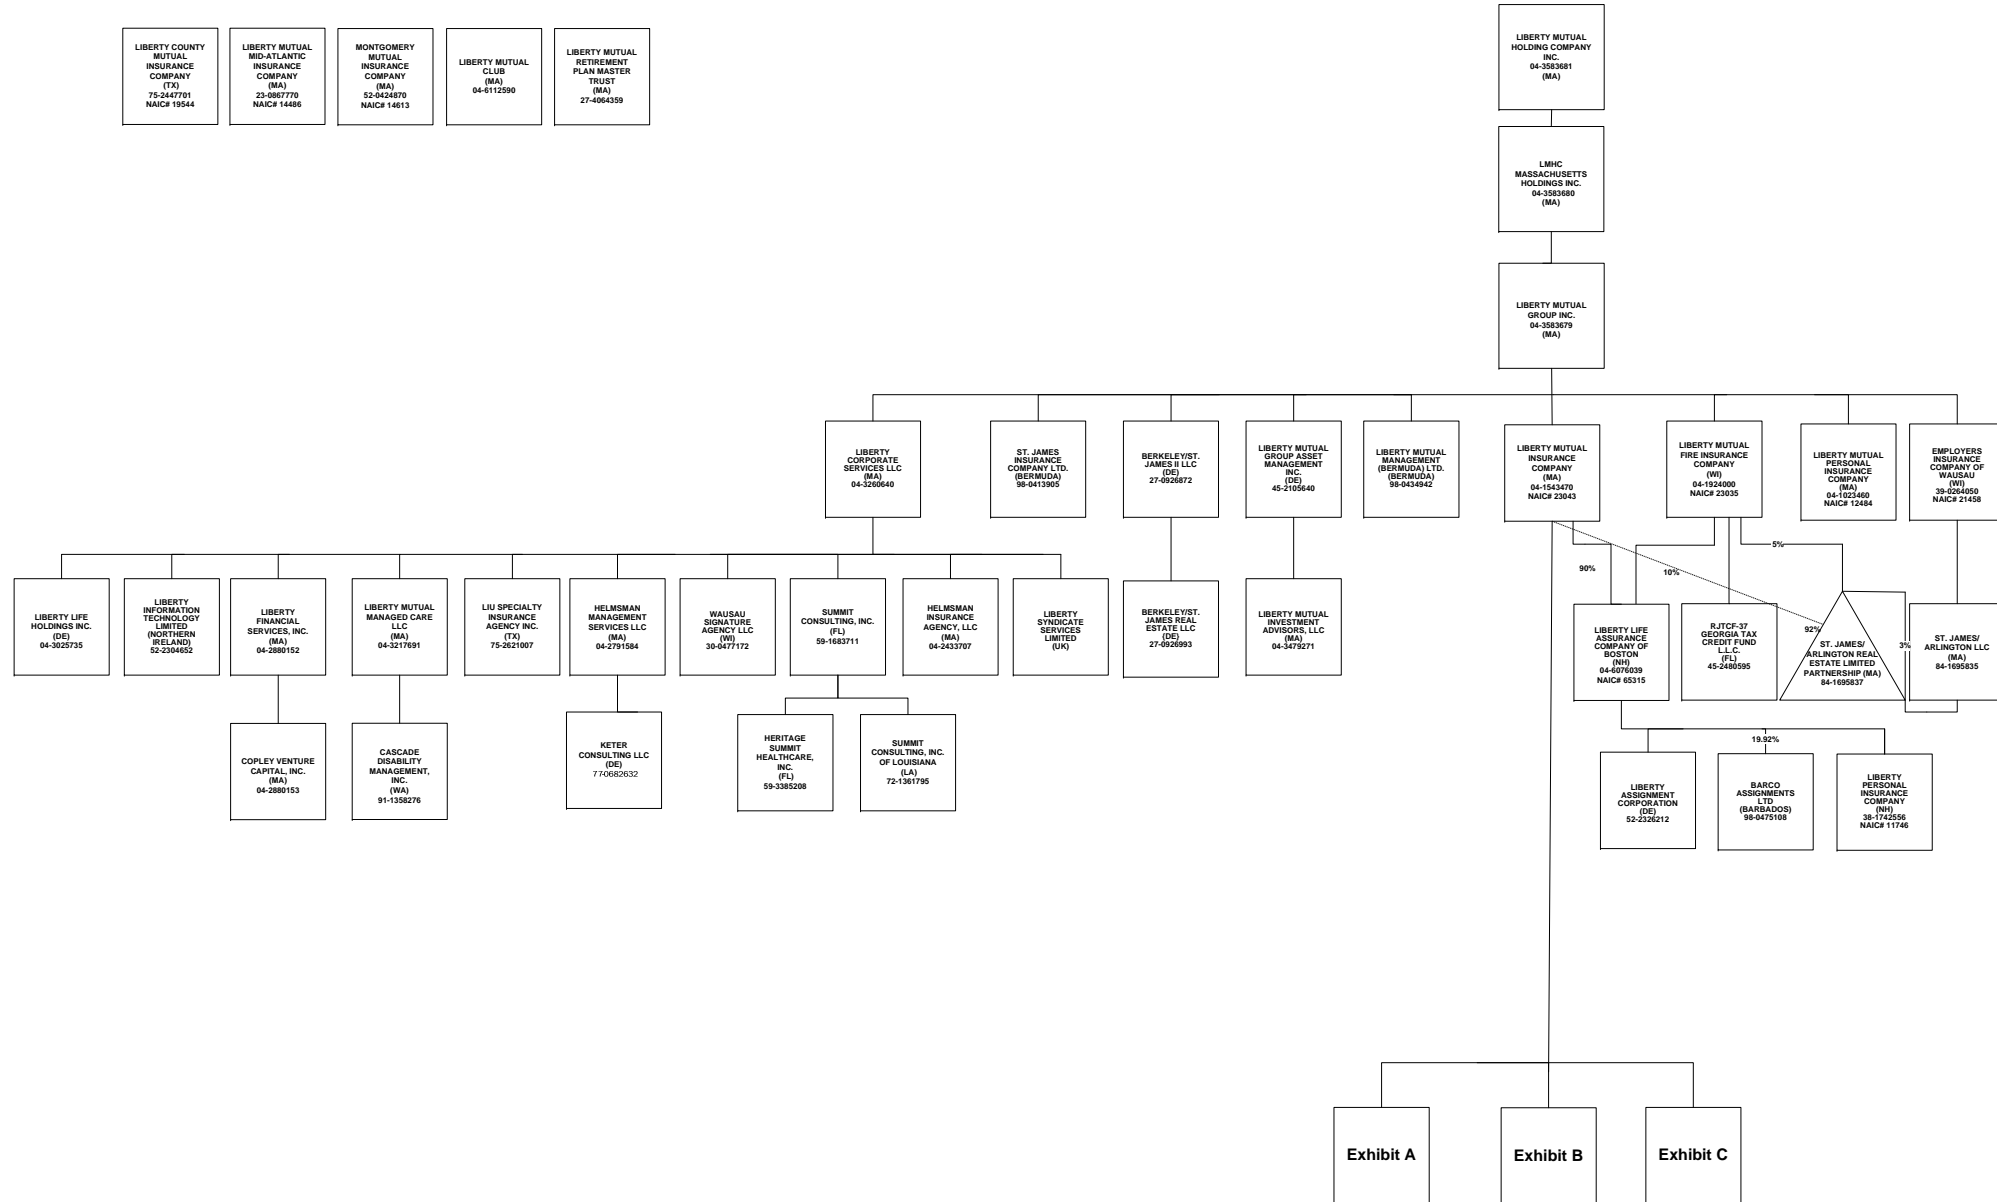 LIBERTY COUNTY
MUTUAL
INSURANCE
COMPANY
(TX)
75-2447701
NAIC# 19544
LIBERTY MUTUAL
MID-ATLANTIC
INSURANCE
COMPANY
(MA)
23-0867770
NAIC# 14486
MONTGOMERY
MUTUAL
INSURANCE
COMPANY
(MA)
52-0424870
NAIC# 14613
LIBERTY MUTUAL
CLUB
(MA)
04-6112590
LIBERTY MUTUAL
RETIREMENT
PLAN MASTER
TRUST
(MA)
27-4064359
LIBERTY MUTUAL
HOLDING COMPANY
INC.
04-3583681
(MA)
LMHC
MASSACHUSETTS
HOLDINGS INC.
04-3583680
(MA)
LIBERTY MUTUAL
GROUP INC.
04-3583679
(MA)
LIBERTY
CORPORATE
SERVICES LLC
(MA)
04-3260640
ST. JAMES
INSURANCE
COMPANY LTD.
(BERMUDA)
98-0413905
BERKELEY/ST.
JAMES II LLC
(DE)
27-0926872
LIBERTY MUTUAL
GROUP ASSET
MANAGEMENT
INC.
(DE)
45-2105640
LIBERTY MUTUAL
MANAGEMENT
(BERMUDA) LTD.
(BERMUDA)
98-0434942
LIBERTY MUTUAL
INSURANCE
COMPANY
(MA)
04-1543470
NAIC# 23043
LIBERTY MUTUAL
FIRE INSURANCE
COMPANY
(WI)
04-1924000
NAIC# 23035
LIBERTY MUTUAL
PERSONAL
INSURANCE
COMPANY
(MA)
04-1023460
NAIC# 12484
EMPLOYERS
INSURANCE
COMPANY OF
WAUSAU
(WI)
39-0264050
NAIC# 21458
5%
90%
10%
LIBERTY LIFE
HOLDINGS INC.
(DE)
04-3025735
LIBERTY
INFORMATION
TECHNOLOGY
LIMITED
(NORTHERN
IRELAND)
52-2304652
LIBERTY
FINANCIAL
SERVICES, INC.
(MA)
04-2880152
LIBERTY MUTUAL
MANAGED CARE
LLC
(MA)
04-3217691
LIU SPECIALTY
INSURANCE
AGENCY INC.
(TX)
75-2621007
HELMSMAN
MANAGEMENT
SERVICES LLC
(MA)
04-2791584
WAUSAU
SIGNATURE
AGENCY LLC
(WI)
30-0477172
SUMMIT
CONSULTING, INC.
(FL)
59-1683711
HELMSMAN
INSURANCE
AGENCY, LLC
(MA)
04-2433707
LIBERTY
SYNDICATE
SERVICES
LIMITED
(UK)
BERKELEY/ST.
JAMES REAL
ESTATE LLC
(DE)
27-0926993
LIBERTY MUTUAL
INVESTMENT
ADVISORS, LLC
(MA)
04-3479271
LIBERTY LIFE
ASSURANCE
COMPANY OF
BOSTON
(NH)
04-6076039
NAIC# 65315
RJTCF-37
GEORGIA TAX
CREDIT FUND
L.L.C.
(FL)
45-2480595
92%
ST. JAMES/
ARLINGTON REAL
ESTATE LIMITED
PARTNERSHIP (MA)
84-1695837
3%
ST. JAMES/
ARLINGTON LLC
(MA)
84-1695835
COPLEY VENTURE
CAPITAL, INC.
(MA)
04-2880153
CASCADE
DISABILITY
MANAGEMENT,
INC.
(WA)
91-1358276
KETER
CONSULTING LLC
(DE)
77-0682632
HERITAGE
SUMMIT
HEALTHCARE,
INC.
(FL)
59-3385208
SUMMIT
CONSULTING, INC.
OF LOUISIANA
(LA)
72-1361795
19.92%
LIBERTY
ASSIGNMENT
CORPORATION
(DE)
52-2326212
BARCO
ASSIGNMENTS
LTD
(BARBADOS)
98-0475108
LIBERTY
PERSONAL
INSURANCE
COMPANY
(NH)
38-1742556
NAIC# 11746
Exhibit A
Exhibit B
Exhibit C